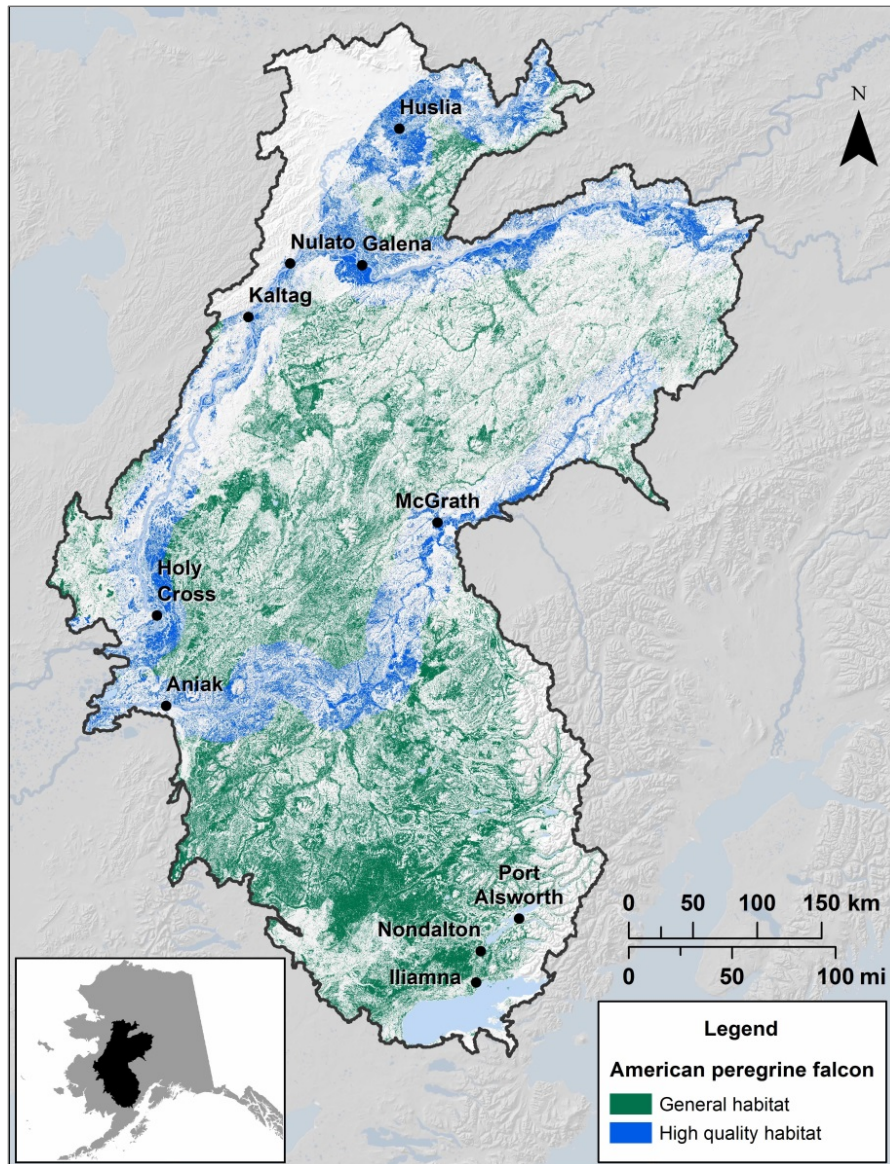 Huslia
N
Nulato
Galena
Kaltag
McGrath
Holy
Cross
Aniak
Port
Alsworth
Nondalton
Iliamna
0 50 100 150 km
0 50 100 mi
Legend
American peregrine falcon
General habitat
High quality habitat